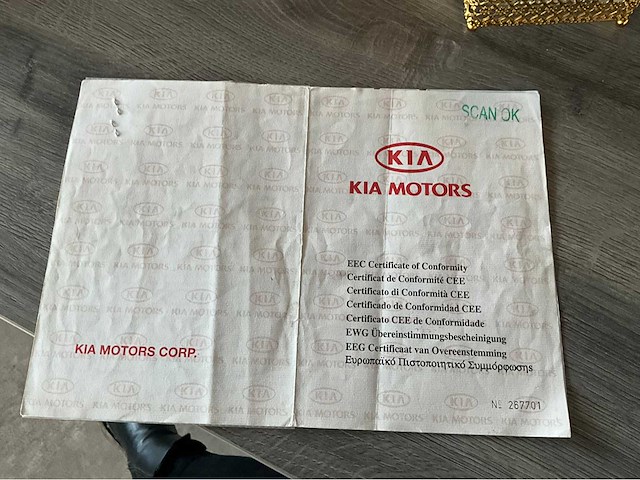 SCAN OK
KIA
KIA MOTORS
EEC Certificate of Conformity
Certificat de Conformité CEE
Certificato di Conformità CEE
Certificado de Conformidad CEE
Certificato CEE de Conformidade
EWG Übereinstimmungsbescheinigung
EEG Certificaat van Overeenstemming
Ευρωπαϊκό Πιστοποιητικό Συμμόρφωσης
Nº 267701
KIA MOTORS CORP.